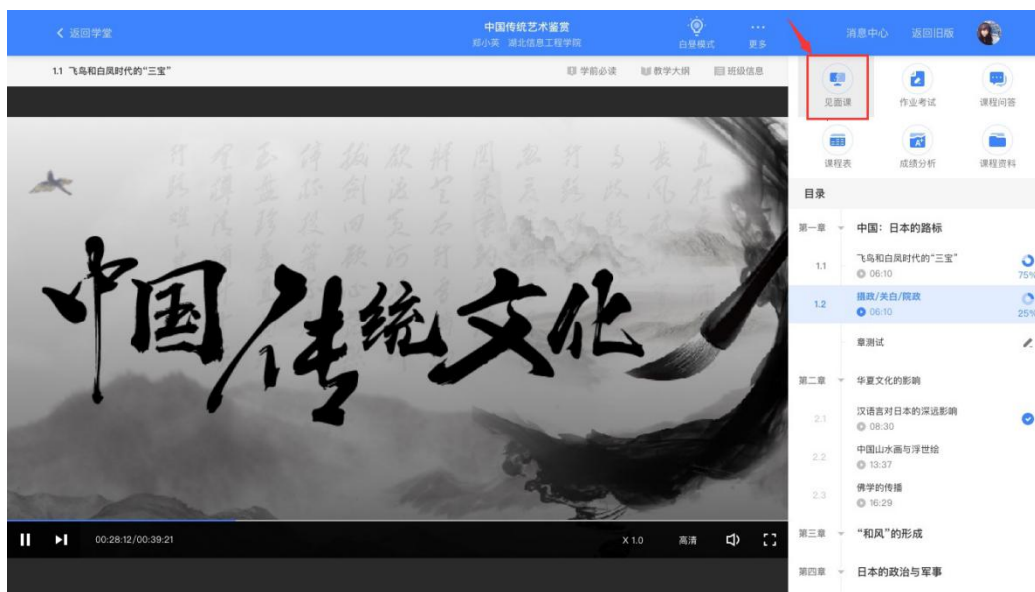 返回学堂
中国传统艺术鉴赏
郑小英 湖北信息工程学院
白昼模式
更多
消息中心
返回旧版
1.1 飞鸟和白凤时代的“三宝”
学前必读
教学大纲
班级信息
见面课
作业考试
课程问答
课程表
成绩分析
课程资料
中国传统文化
目录
第一章 中国：日本的路标
1.1 飞鸟和白凤时代的“三宝”
06:10
75%
1.2 摄政/关白/院政
06:10
25%
章测试
第二章 华夏文化的影响
2.1 汉语言对日本的深远影响
08:30
2.2 中国山水画与浮世绘
13:37
2.3 佛学的传播
16:29
第三章 “和风”的形成
第四章 日本的政治与军事
00:28:12/00:39:21
X 1.0
高清